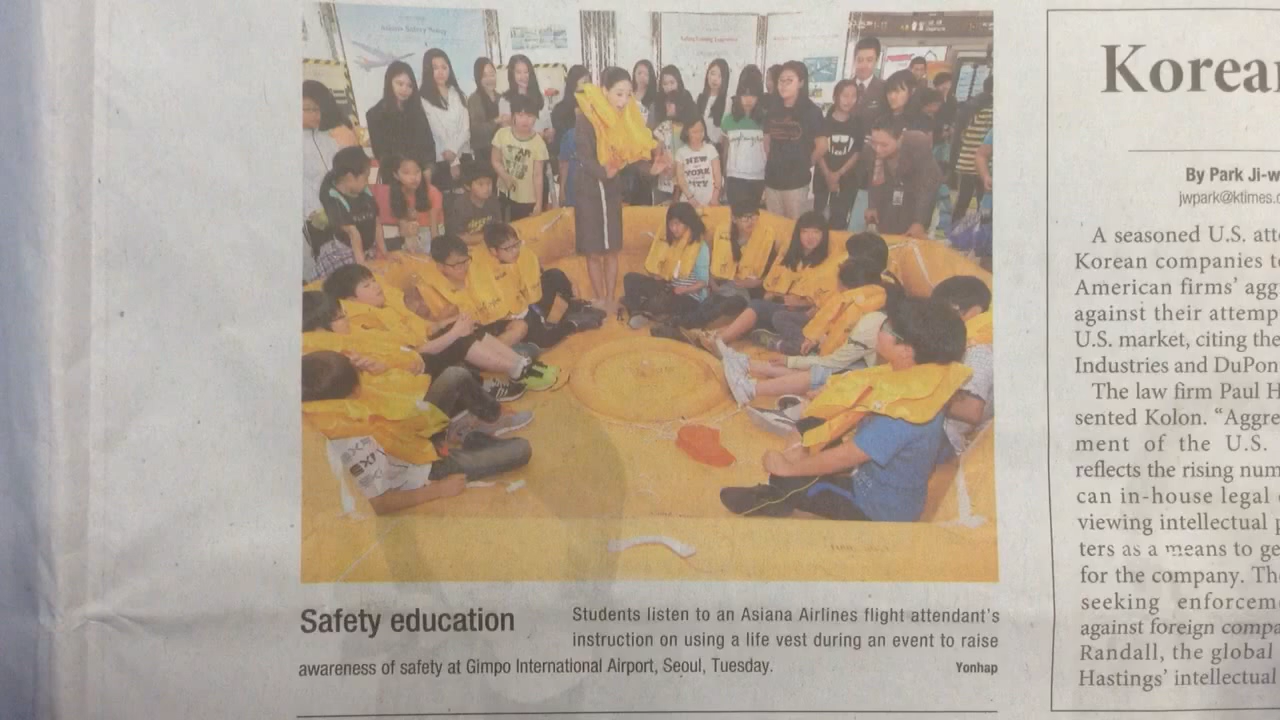 NEW
YORK
CITY
Safety education
Students listen to an Asiana Airlines flight attendant's
instruction on using a life vest during an event to raise
awareness of safety at Gimpo International Airport, Seoul, Tuesday.
Yonhap
Korea
By Park Ji-w
jwpark@ktimes.c
A seasoned U.S. att
Korean companies t
American firms' agg
against their attemp
U.S. market, citing the
Industries and DuPon
The law firm Paul H
sented Kolon. "Aggre
ment of the U.S.
reflects the rising num
can in-house legal
viewing intellectual p
ters as a means to ge
for the company. Th
seeking enforcem
against foreign compa
Randall, the global
Hastings' intellectual